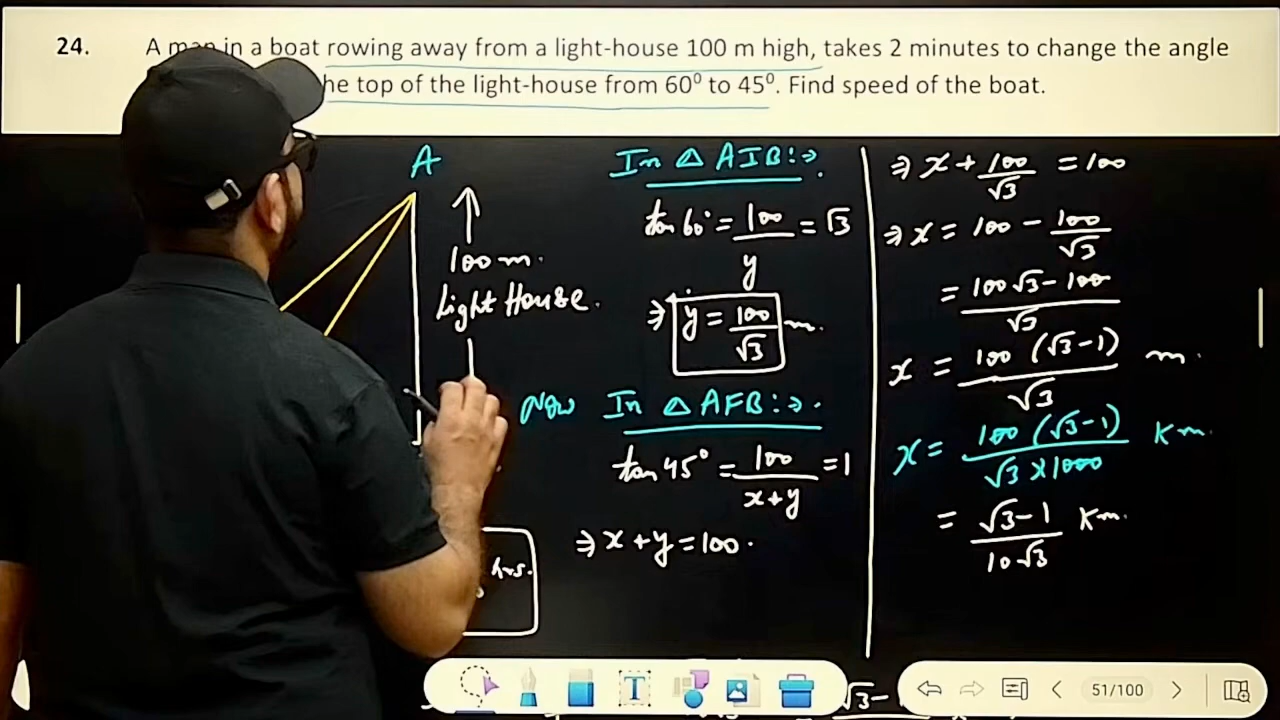 24. A man in a boat rowing away from a light-house 100 m high, takes 2 minutes to change the angle
he top of the light-house from 60⁰ to 45⁰. Find speed of the boat.
A
100 m.
Light House.
hrs.
In △ AIB:→.
tan 60° = 100/y = √3
⇒ y = 100/√3 m.
Now In △ AFB:→.
tan 45° = 100/x+y = 1
⇒ x + y = 100.
⇒ x + 100/√3 = 100
⇒ x = 100 - 100/√3
= 100√3 - 100/√3
x = 100 (√3-1)/√3 m.
x = 100 (√3-1)/√3 × 1000 Km.
= √3-1/10√3 Km.
T
51/100